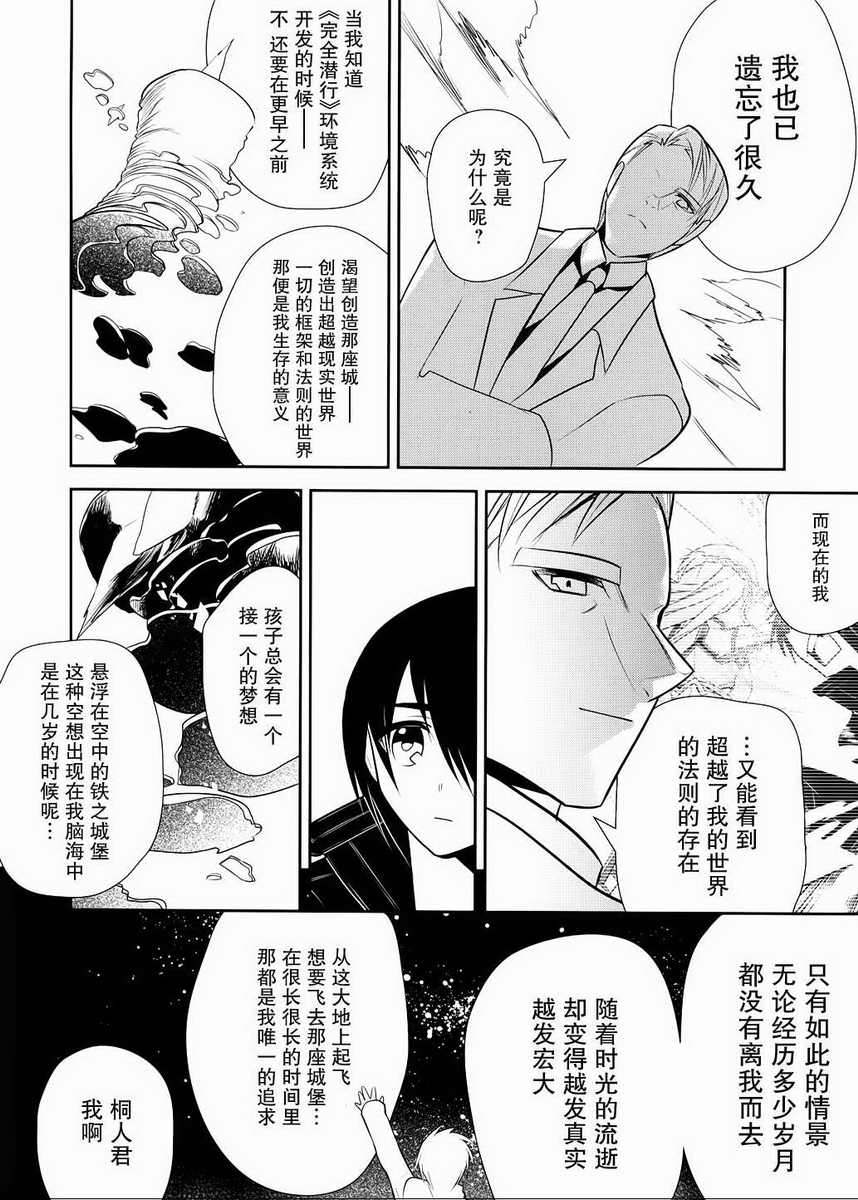 我也已
遗忘了很久
究竟是
为什么呢?
当我知道
《完全潜行》环境系统
开发的时候——
不 还要在更早之前
渴望创造那座城——
创造出超越现实世界
一切的框架和法则的世界
那便是我生存的意义
而现在的我
…又能看到
超越了我的世界
的法则的存在
孩子总会有一个
接一个的梦想
悬浮在空中的铁之城堡
这种空想出现在我脑海中
是在几岁的时候呢…
只有如此的情景
无论经历多少岁月
都没有离我而去
随着时光的流逝
却变得越发真实
越发宏大
从这大地上起飞
想要飞去那座城堡…
在很长很长的时间里
那都是我唯一的追求
桐人君
我啊